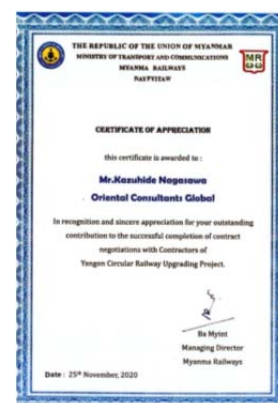 THE REPUBLIC OF THE UNION OF MYANMAR
MINISTRY OF TRANSPORT AND COMMUNICATIONS
MYANMA RAILWAYS
NAYPYITAW
MR
CERTIFICATE OF APPRECIATION
this certificate is awarded to :
Mr.Kazuhide Nagasawa
Oriental Consultants Global
In recognition and sincere appreciation for your outstanding
contribution to the successful completion of contract
negotiations with Contractors of
Yangon Circular Railway Upgrading Project.
Ba Myint
Managing Director
Myanma Railways
Date : 25th November, 2020